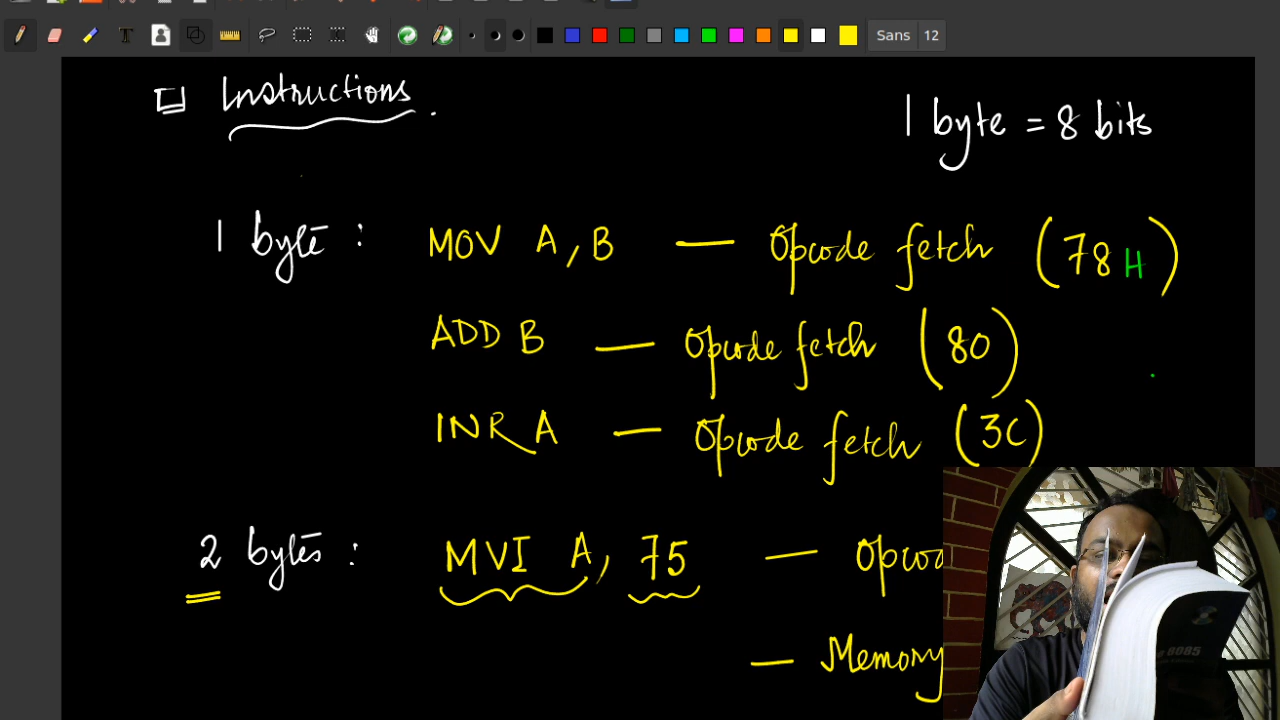 Sans 12
Instructions.
1 byte = 8 bits
1 byte : MOV A, B — Opcode fetch (78H)
ADD B — Opcode fetch (80)
INR A — Opcode fetch (3C)
2 bytes : MVI A, 75 — Opcod
— Memory
8085